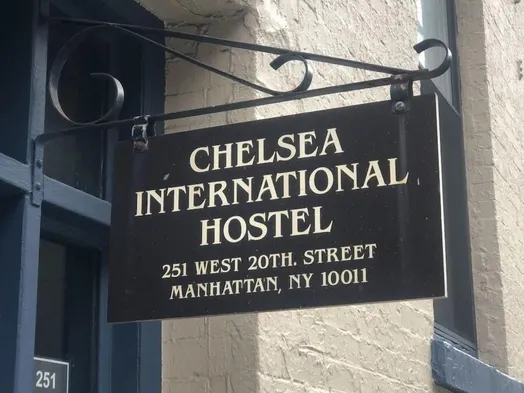 CHELSEA
INTERNATIONAL
HOSTEL
251 WEST 20TH. STREET
MANHATTAN, NY 10011
251